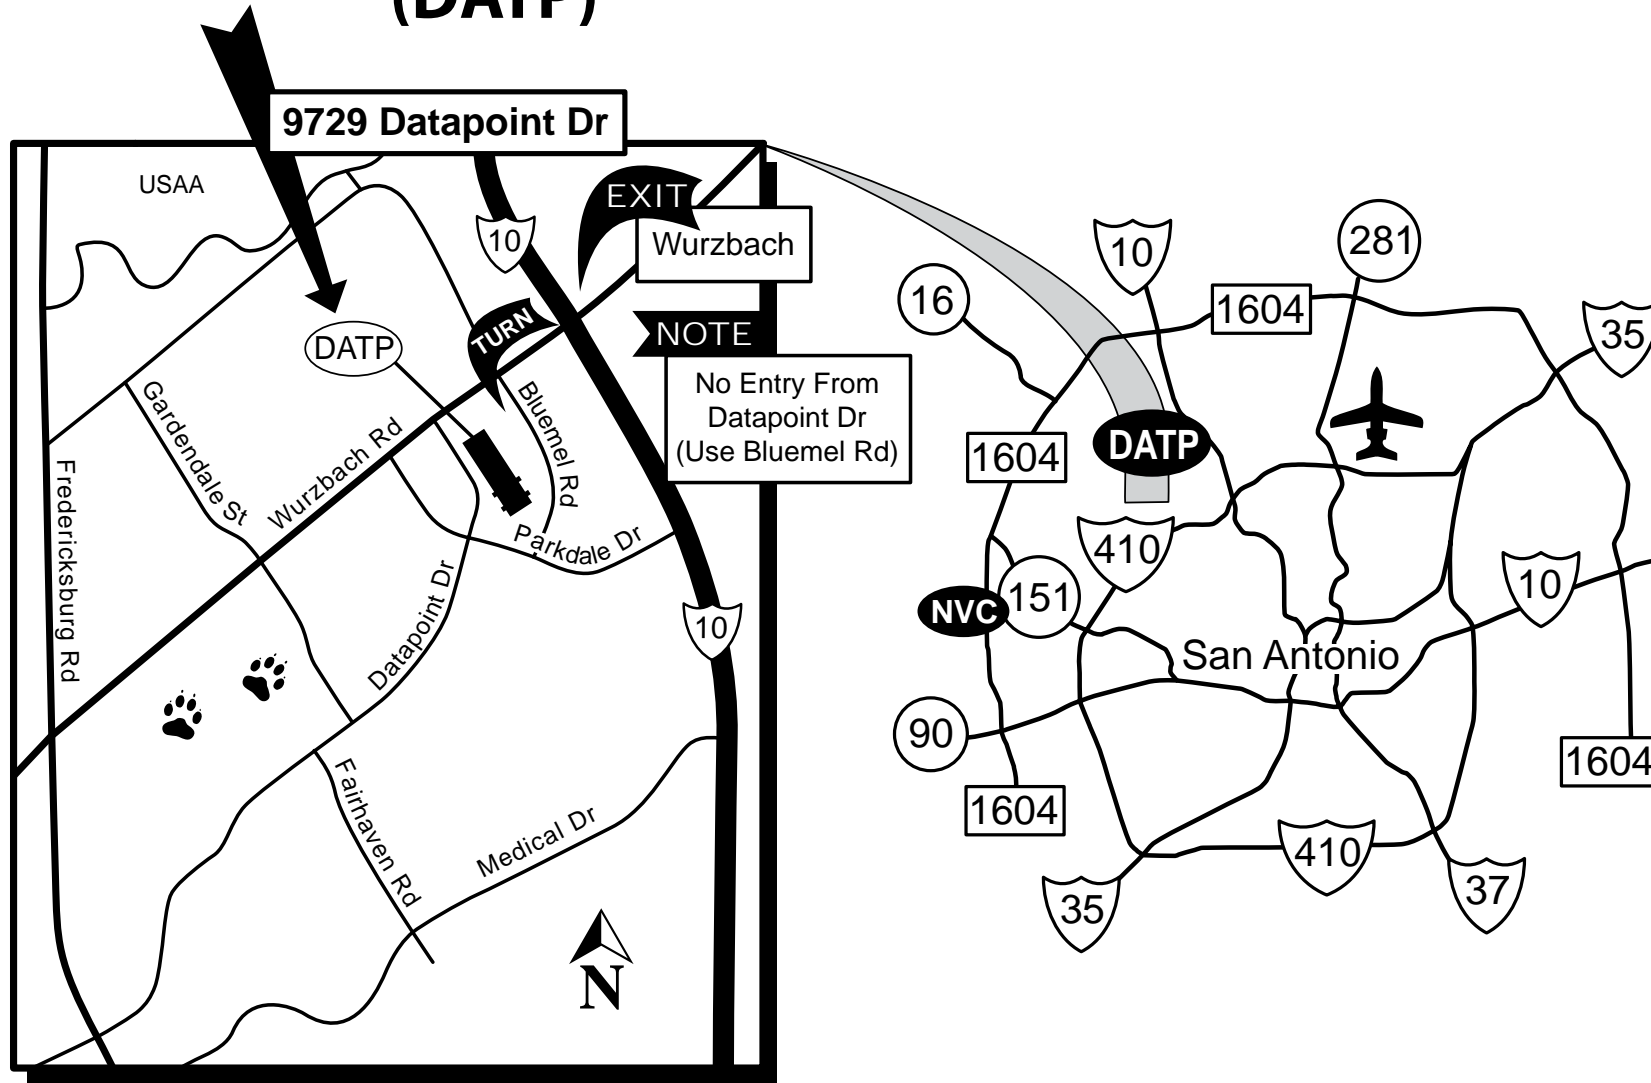 (DATP)
9729 Datapoint Dr
USAA
10
EXIT
Wurzbach
TURN
NOTE
No Entry From
Datapoint Dr
(Use Bluemel Rd)
DATP
Gardendale St
Wurzbach Rd
Bluemel Rd
Fredericksburg Rd
Parkdale Dr
Datapoint Dr
10
Fairhaven Rd
Medical Dr
N
10
281
16
1604
35
1604
DATP
410
NVC
151
10
San Antonio
90
1604
1604
410
35
37